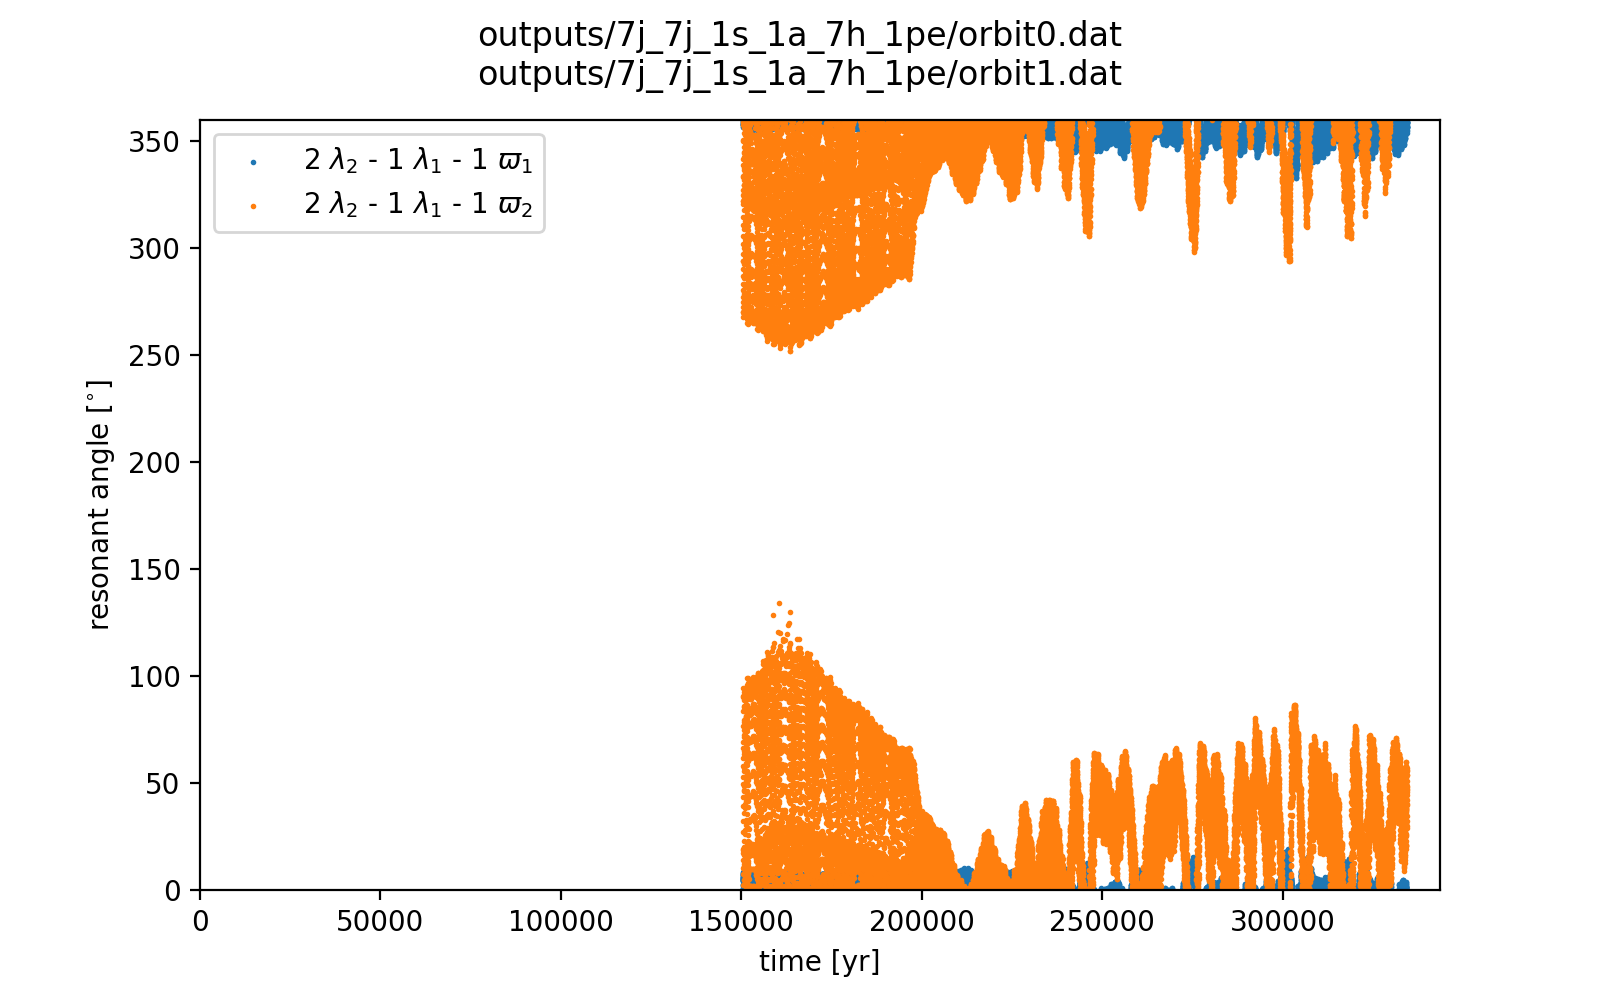 outputs/7j_7j_1s_1a_7h_1pe/orbit0.dat
outputs/7j_7j_1s_1a_7h_1pe/orbit1.dat
2 λ₂ - 1 λ₁ - 1 ϖ₁
2 λ₂ - 1 λ₁ - 1 ϖ₂
350
300
250
200
150
100
50
0
resonant angle [°]
0 50000 100000 150000 200000 250000 300000
time [yr]